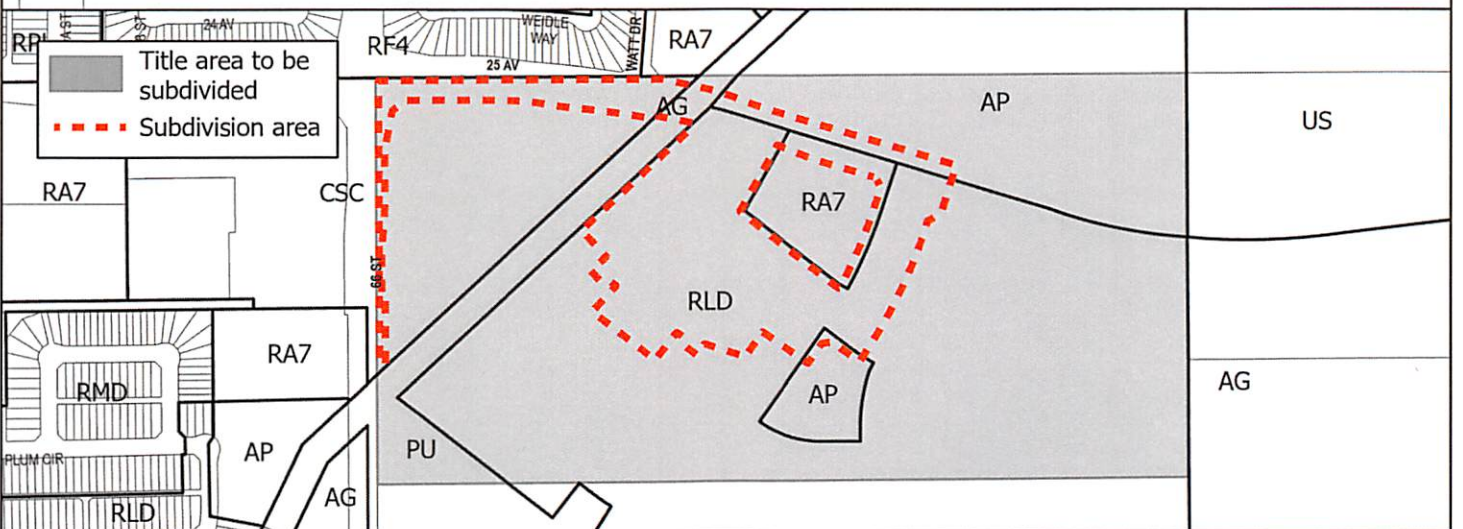 24 AV
WEIDLE
WAY
WATT DR
RF4
RA7
25 AV
Title area to be
subdivided
Subdivision area
AG
AP
US
RA7
CSC
RA7
66 ST
RLD
RA7
RMD
AP
AG
AP
PU
PLUM CIR
AG
RLD